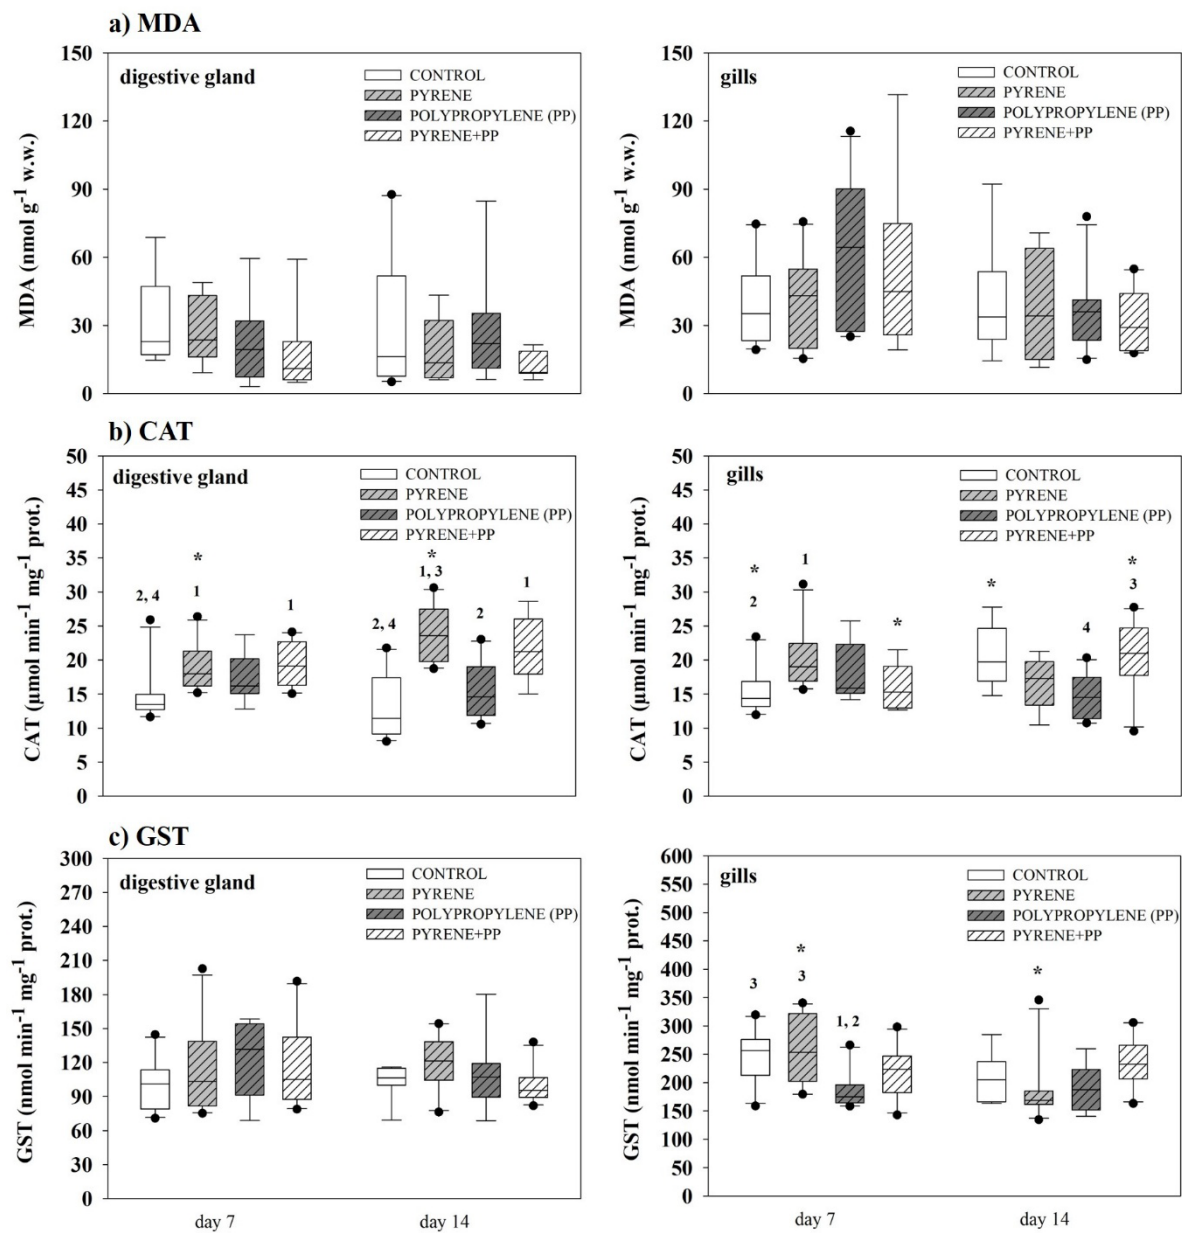 a) MDA
150
120
90
60
30
0
MDA (nmol g⁻¹ w.w.)
digestive gland
CONTROL
PYRENE
POLYPROPYLENE (PP)
PYRENE+PP
150
120
90
60
30
0
MDA (nmol g⁻¹ w.w.)
gills
CONTROL
PYRENE
POLYPROPYLENE (PP)
PYRENE+PP
b) CAT
50
45
40
35
30
25
20
15
10
5
0
CAT (µmol min⁻¹ mg⁻¹ prot.)
digestive gland
CONTROL
PYRENE
POLYPROPYLENE (PP)
PYRENE+PP
2, 4
*
1
1
2, 4
*
1, 3
2
1
50
45
40
35
30
25
20
15
10
5
0
CAT (µmol min⁻¹ mg⁻¹ prot.)
gills
CONTROL
PYRENE
POLYPROPYLENE (PP)
PYRENE+PP
*
2
1
*
*
4
*
3
c) GST
300
270
240
210
180
150
120
90
60
30
0
GST (nmol min⁻¹ mg⁻¹ prot.)
digestive gland
CONTROL
PYRENE
POLYPROPYLENE (PP)
PYRENE+PP
day 7
day 14
600
550
500
450
400
350
300
250
200
150
100
50
0
GST (nmol min⁻¹ mg⁻¹ prot.)
gills
CONTROL
PYRENE
POLYPROPYLENE (PP)
PYRENE+PP
3
*
3
1, 2
*
day 7
day 14